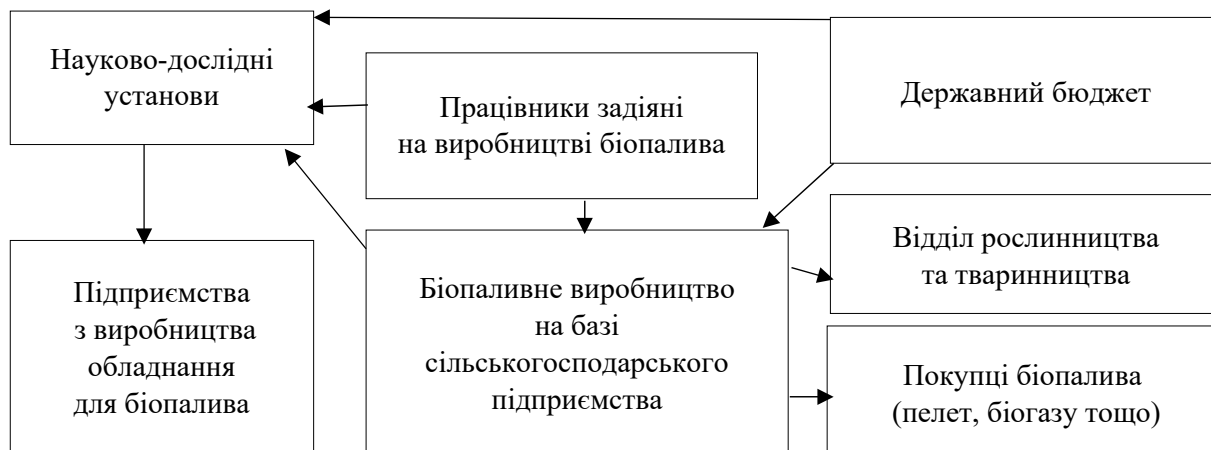 Науково-дослідні
установи
Працівники задіяні
на виробництві біопалива
Державний бюджет
Підприємства
з виробництва
обладнання
для біопалива
Біопаливне виробництво
на базі
сільськогосподарського
підприємства
Відділ рослинництва
та тваринництва
Покупці біопалива
(пелет, біогазу тощо)